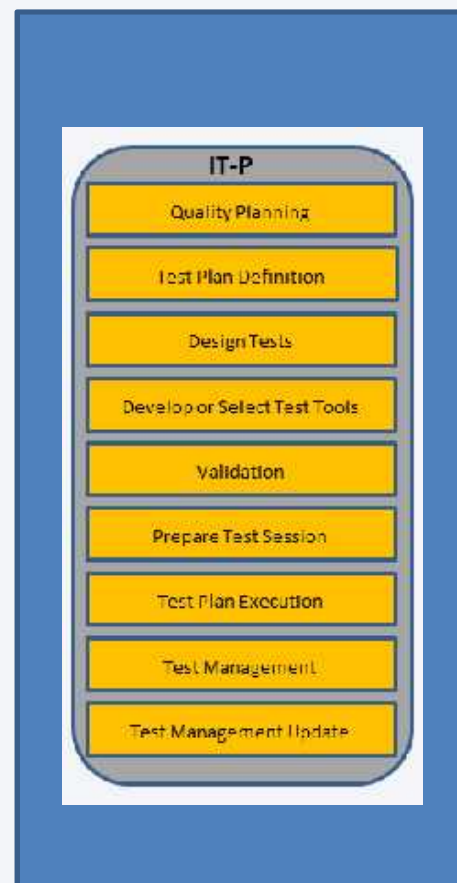 IT-P
Quality Planning
Test Plan Definition
Design Tests
Develop or Select Test Tools
Validation
Prepare Test Session
Test Plan Execution
Test Management
Test Management Update